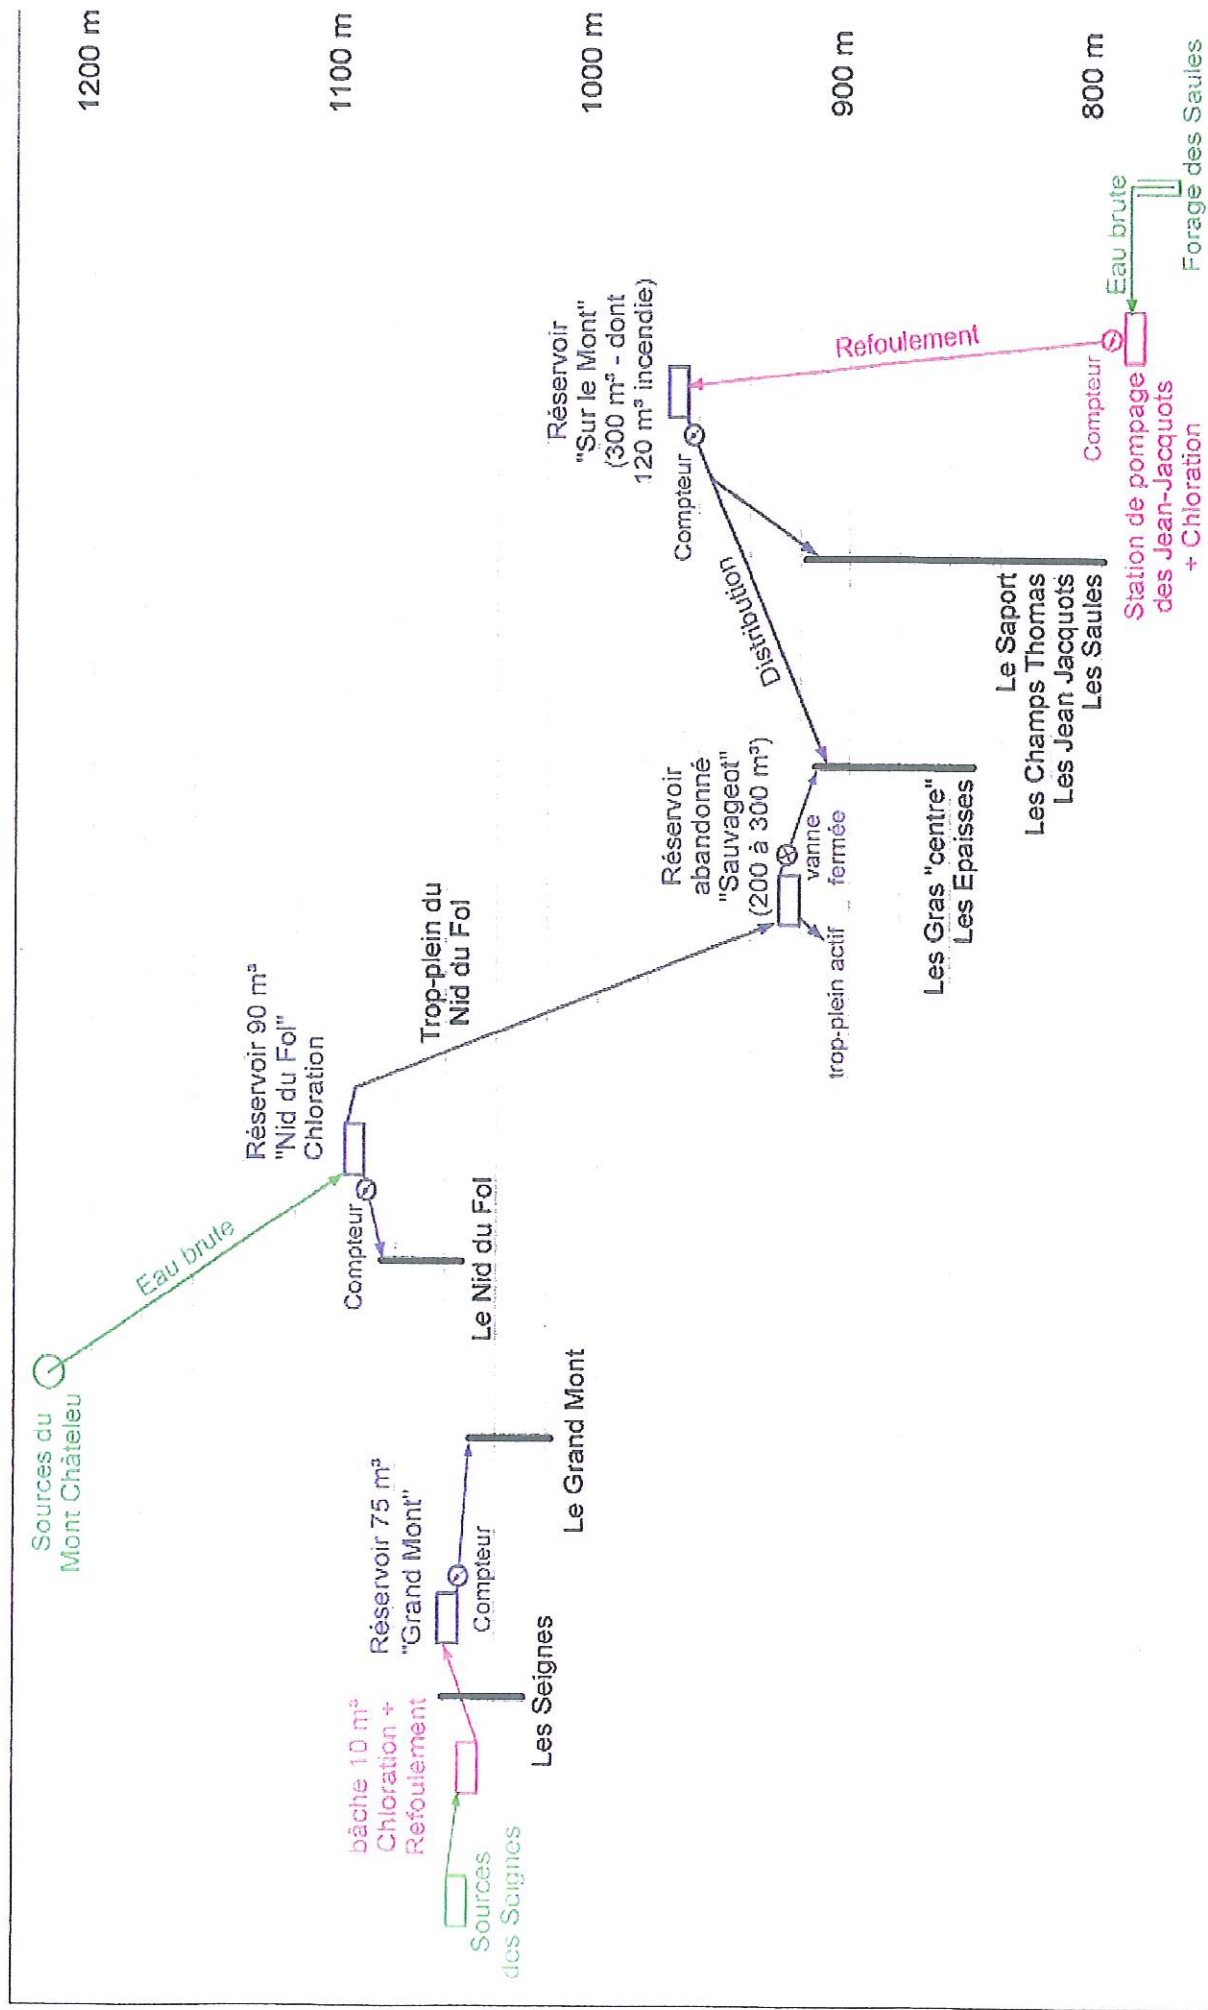 Sources du
Mont Châteleu
Eau brute
1200 m
Réservoir 90 m³
"Nid du Fol"
Chloration
Compteur
Le Nid du Fol
Trop-plein du
Nid du Fol
1100 m
bâche 10 m³
Chloration +
Refoulement
Sources
des Seignes
Les Seignes
Réservoir 75 m³
"Grand Mont"
Compteur
Le Grand Mont
1000 m
Réservoir
"Sur le Mont"
(300 m³ - dont
120 m³ incendie)
Compteur
Distribution
Refoulement
Réservoir
abandonné
"Sauvageot"
(200 à 300 m³)
vanne
fermée
trop-plein actif
900 m
Les Gras "centre"
Les Epaisses
Le Saport
Les Champs Thomas
Les Jean Jacquots
Les Saules
800 m
Compteur
Station de pompage
des Jean-Jacquots
+ Chloration
Eau brute
Forage des Saules